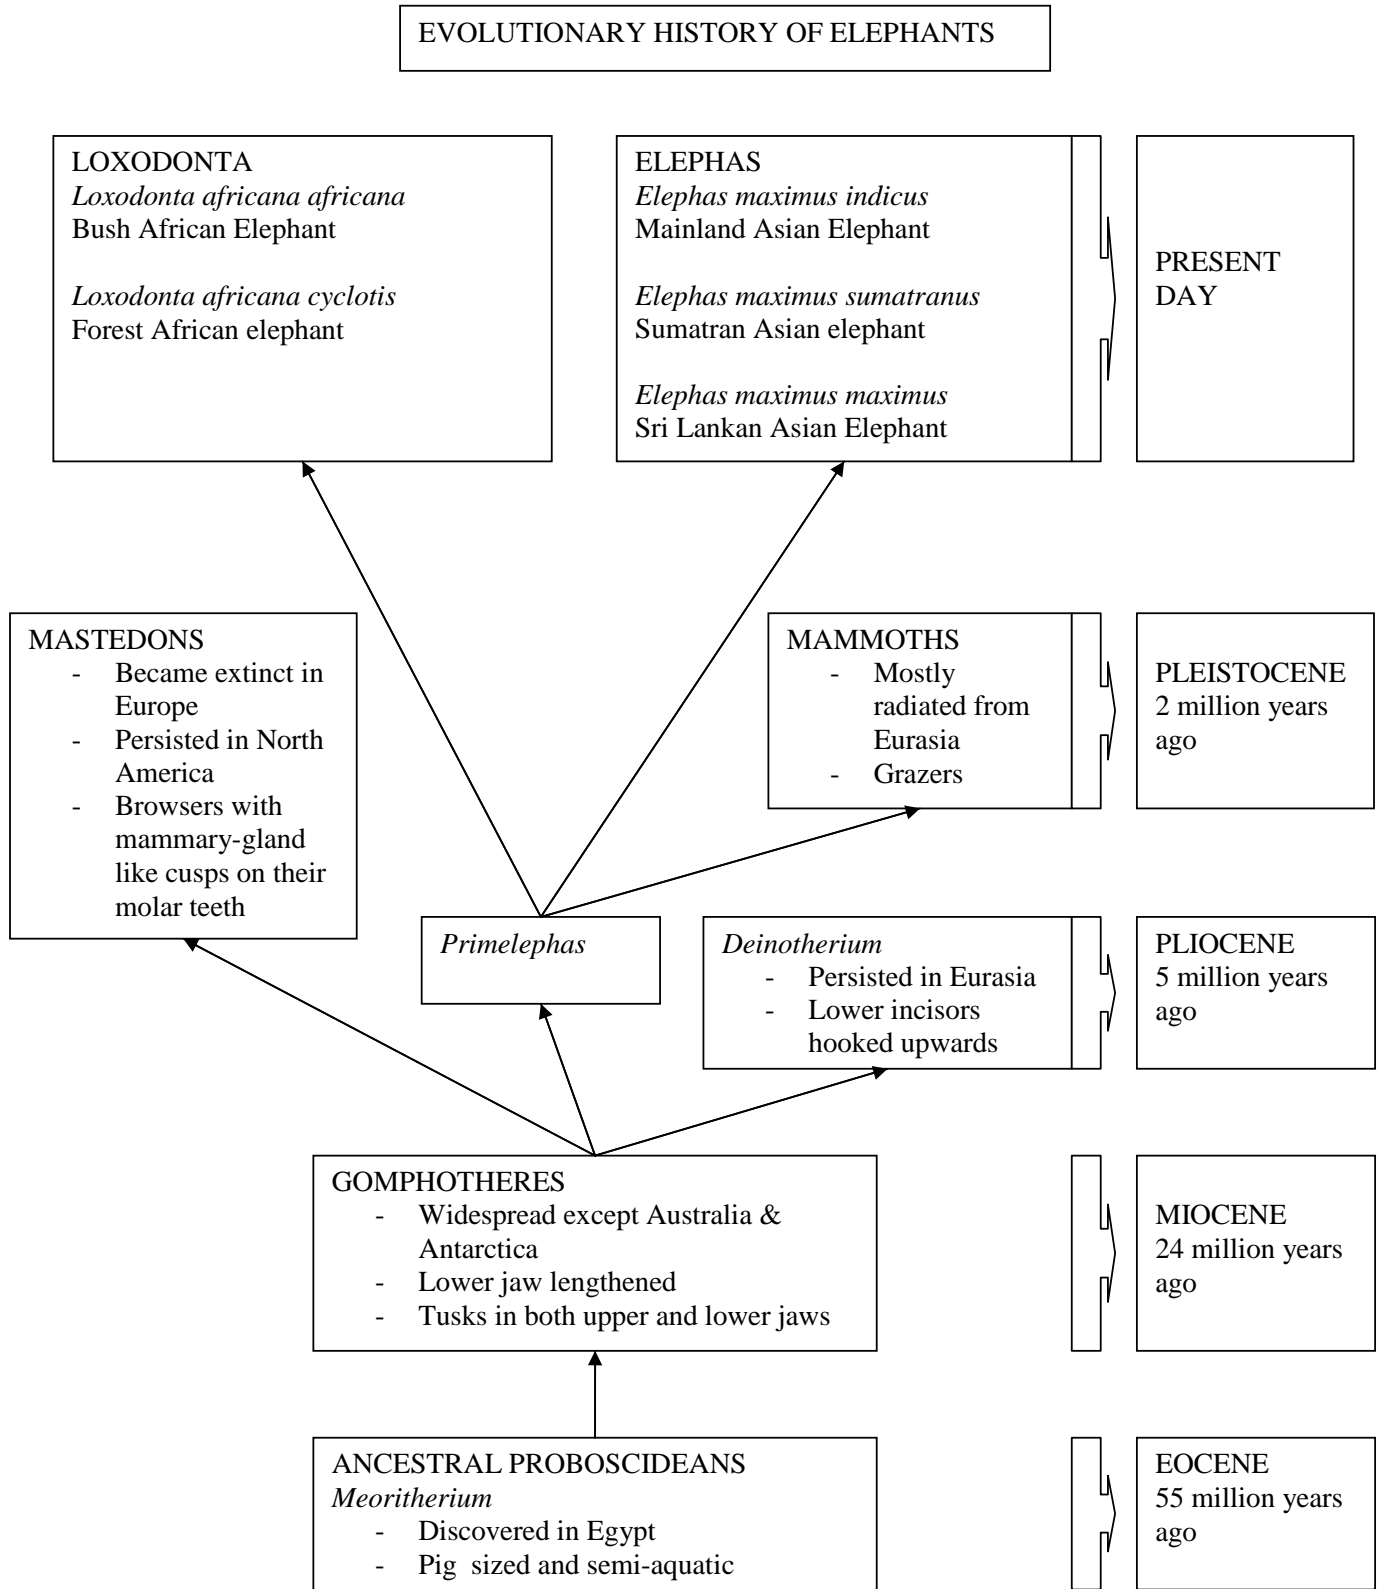 EVOLUTIONARY HISTORY OF ELEPHANTS
LOXODONTA
Loxodonta africana africana
Bush African Elephant
Loxodonta africana cyclotis
Forest African elephant
ELEPHAS
Elephas maximus indicus
Mainland Asian Elephant
Elephas maximus sumatranus
Sumatran Asian elephant
Elephas maximus maximus
Sri Lankan Asian Elephant
PRESENT
DAY
MASTEDONS
- Became extinct in
Europe
- Persisted in North
America
- Browsers with
mammary-gland
like cusps on their
molar teeth
MAMMOTHS
- Mostly
radiated from
Eurasia
- Grazers
PLEISTOCENE
2 million years
ago
Primelephas
Deinotherium
- Persisted in Eurasia
- Lower incisors
hooked upwards
PLIOCENE
5 million years
ago
GOMPHOTHERES
- Widespread except Australia &
Antarctica
- Lower jaw lengthened
- Tusks in both upper and lower jaws
MIOCENE
24 million years
ago
ANCESTRAL PROBOSCIDEANS
Meoritherium
- Discovered in Egypt
- Pig  sized and semi-aquatic
EOCENE
55 million years
ago